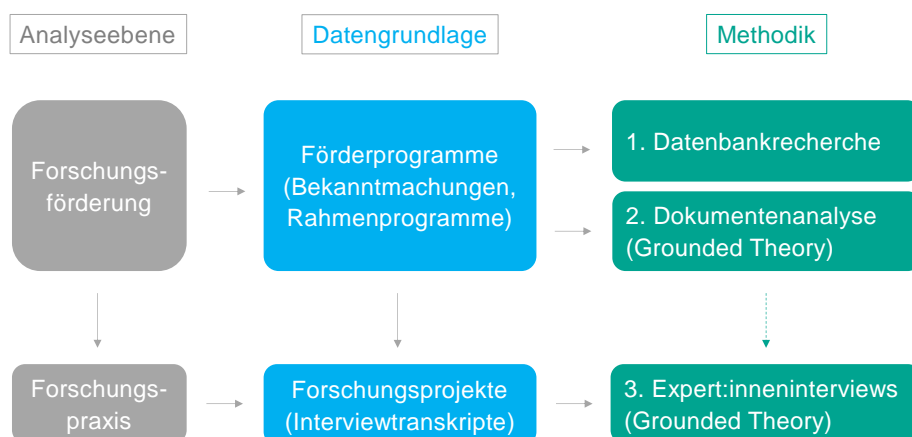 Analyseebene
Datengrundlage
Methodik
Forschungs-
förderung
Förderprogramme
(Bekanntmachungen,
Rahmenprogramme)
1. Datenbankrecherche
2. Dokumentenanalyse
(Grounded Theory)
Forschungs-
praxis
Forschungsprojekte
(Interviewtranskripte)
3. Expert:inneninterviews
(Grounded Theory)